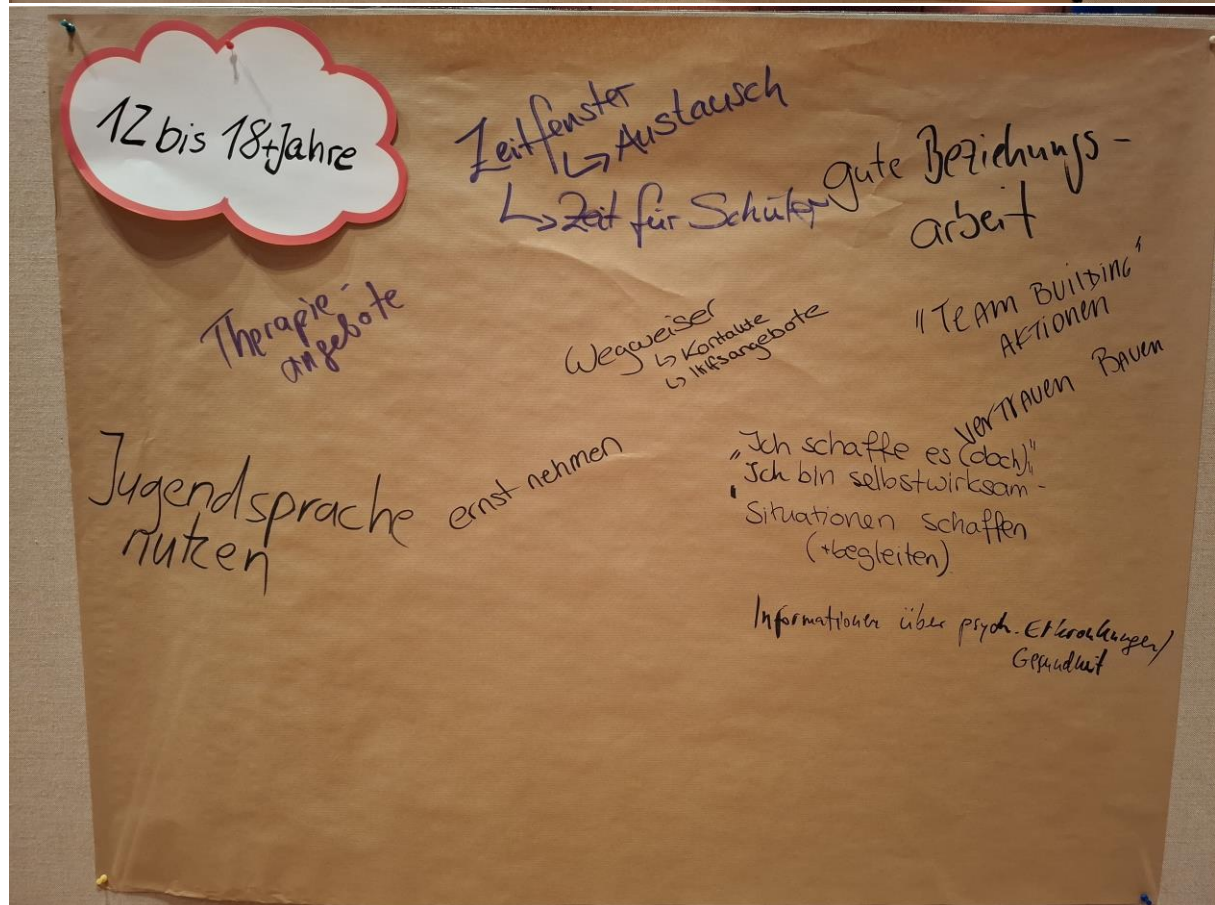 12 bis 18+Jahre
Zeitfenster
↳ Austausch
↳ Zeit für Schüler
gute Beziehungs-
arbeit
Therapie-
angebote
Wegweiser
↳ Kontakte
↳ Hilfsangebote
"TEAM BUILDING"
AKTIONEN
VERTRAUEN BAUEN
Jugendsprache
nutzen
ernst nehmen
„Ich schaffe es (doch)"
Ich bin selbstwirksam-
Situationen schaffen
(+begleiten)
Informationen über psych. Erkrankungen/
Gesundheit